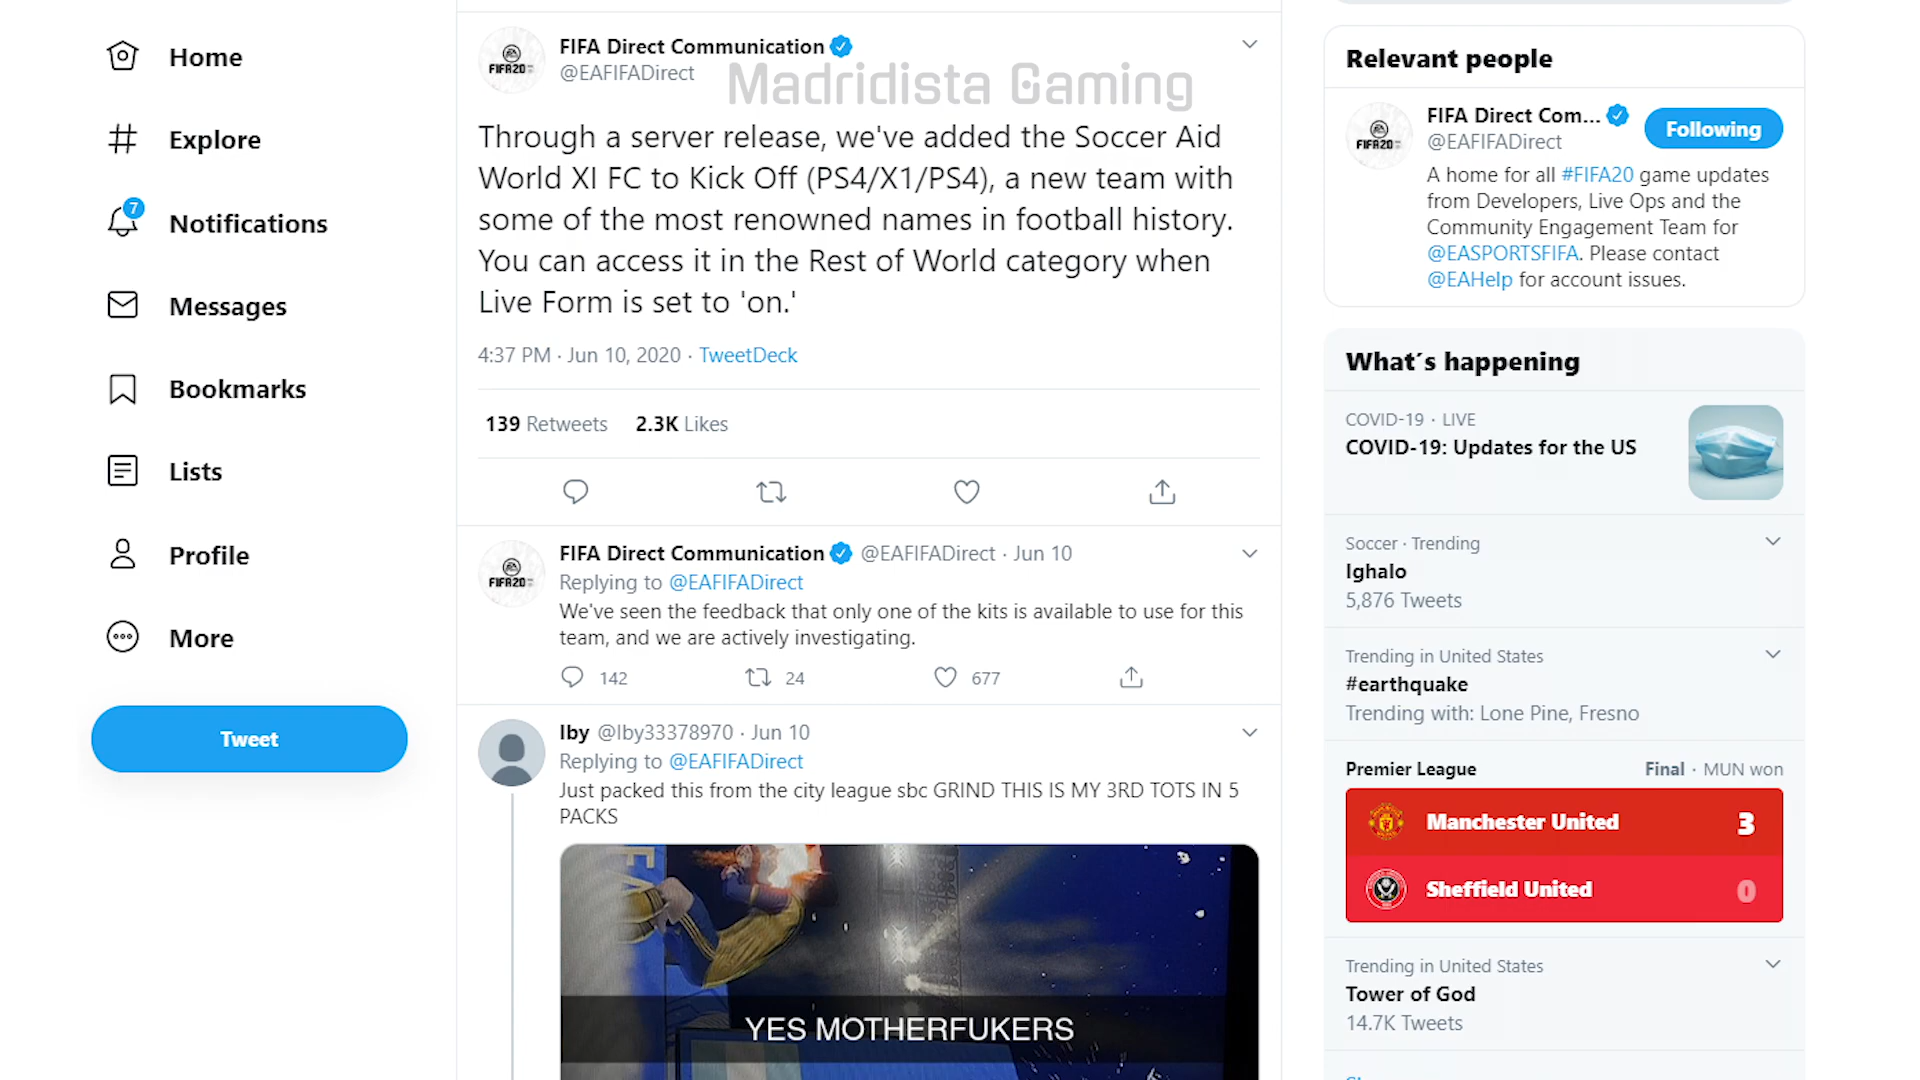 Home
Explore
7
Notifications
Messages
Bookmarks
Lists
Profile
More
Tweet
FIFA Direct Communication
@EAFIFADirect
Madridista Gaming
EA
FIFA20
Through a server release, we've added the Soccer Aid
World XI FC to Kick Off (PS4/X1/PS4), a new team with
some of the most renowned names in football history.
You can access it in the Rest of World category when
Live Form is set to 'on.'
4:37 PM · Jun 10, 2020 · TweetDeck
139 Retweets 2.3K Likes
FIFA Direct Communication @EAFIFADirect · Jun 10
EA
FIFA20
Replying to @EAFIFADirect
We've seen the feedback that only one of the kits is available to use for this
team, and we are actively investigating.
142 24 677
Iby @Iby33378970 · Jun 10
Replying to @EAFIFADirect
Just packed this from the city league sbc GRIND THIS IS MY 3RD TOTS IN 5
PACKS
YES MOTHERFUKERS
Relevant people
EA
FIFA20
FIFA Direct Com...
@EAFIFADirect
Following
A home for all #FIFA20 game updates
from Developers, Live Ops and the
Community Engagement Team for
@EASPORTSFIFA. Please contact
@EAHelp for account issues.
What´s happening
COVID-19 · LIVE
COVID-19: Updates for the US
Soccer · Trending
Ighalo
5,876 Tweets
Trending in United States
#earthquake
Trending with: Lone Pine, Fresno
Premier League Final · MUN won
Manchester United 3
Sheffield United 0
Trending in United States
Tower of God
14.7K Tweets